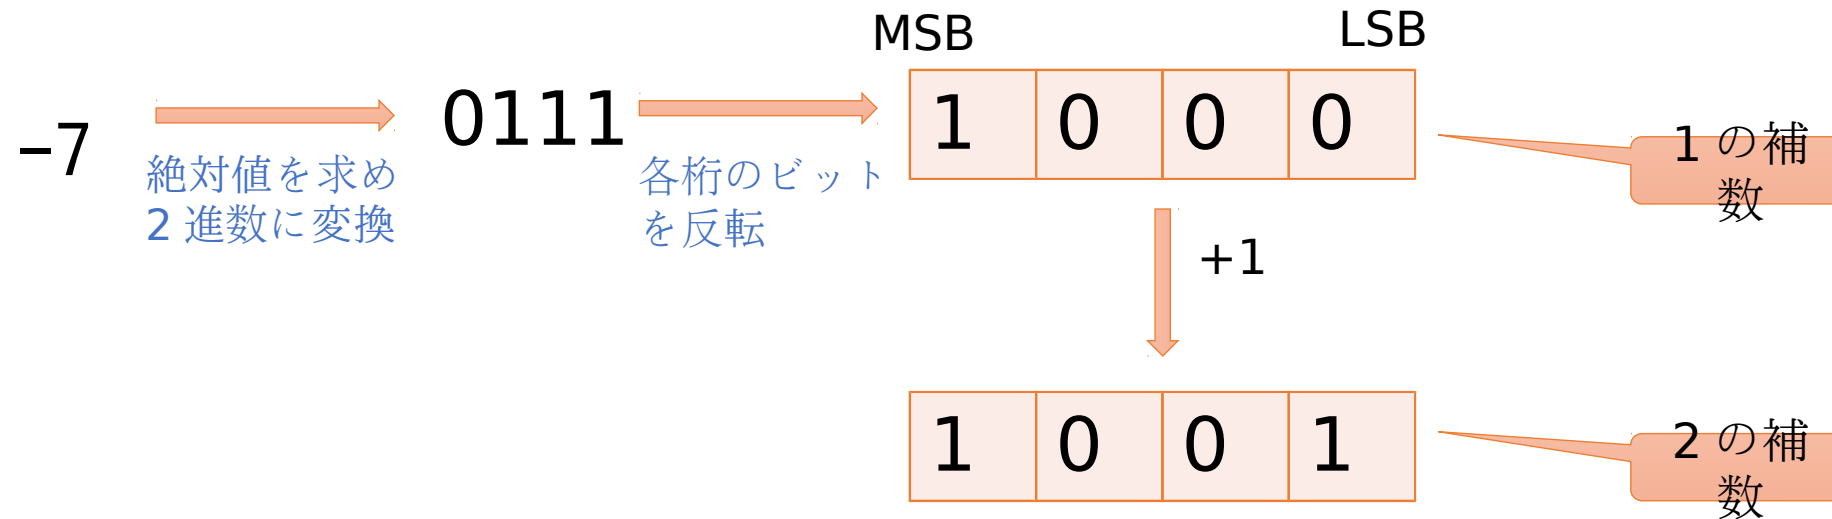 MSB
LSB
−7
0111
1 0 0 0
絶対値を求め
2 進数に変換
各桁のビット
を反転
1 の補
数
+1
1 0 0 1
2 の補
数